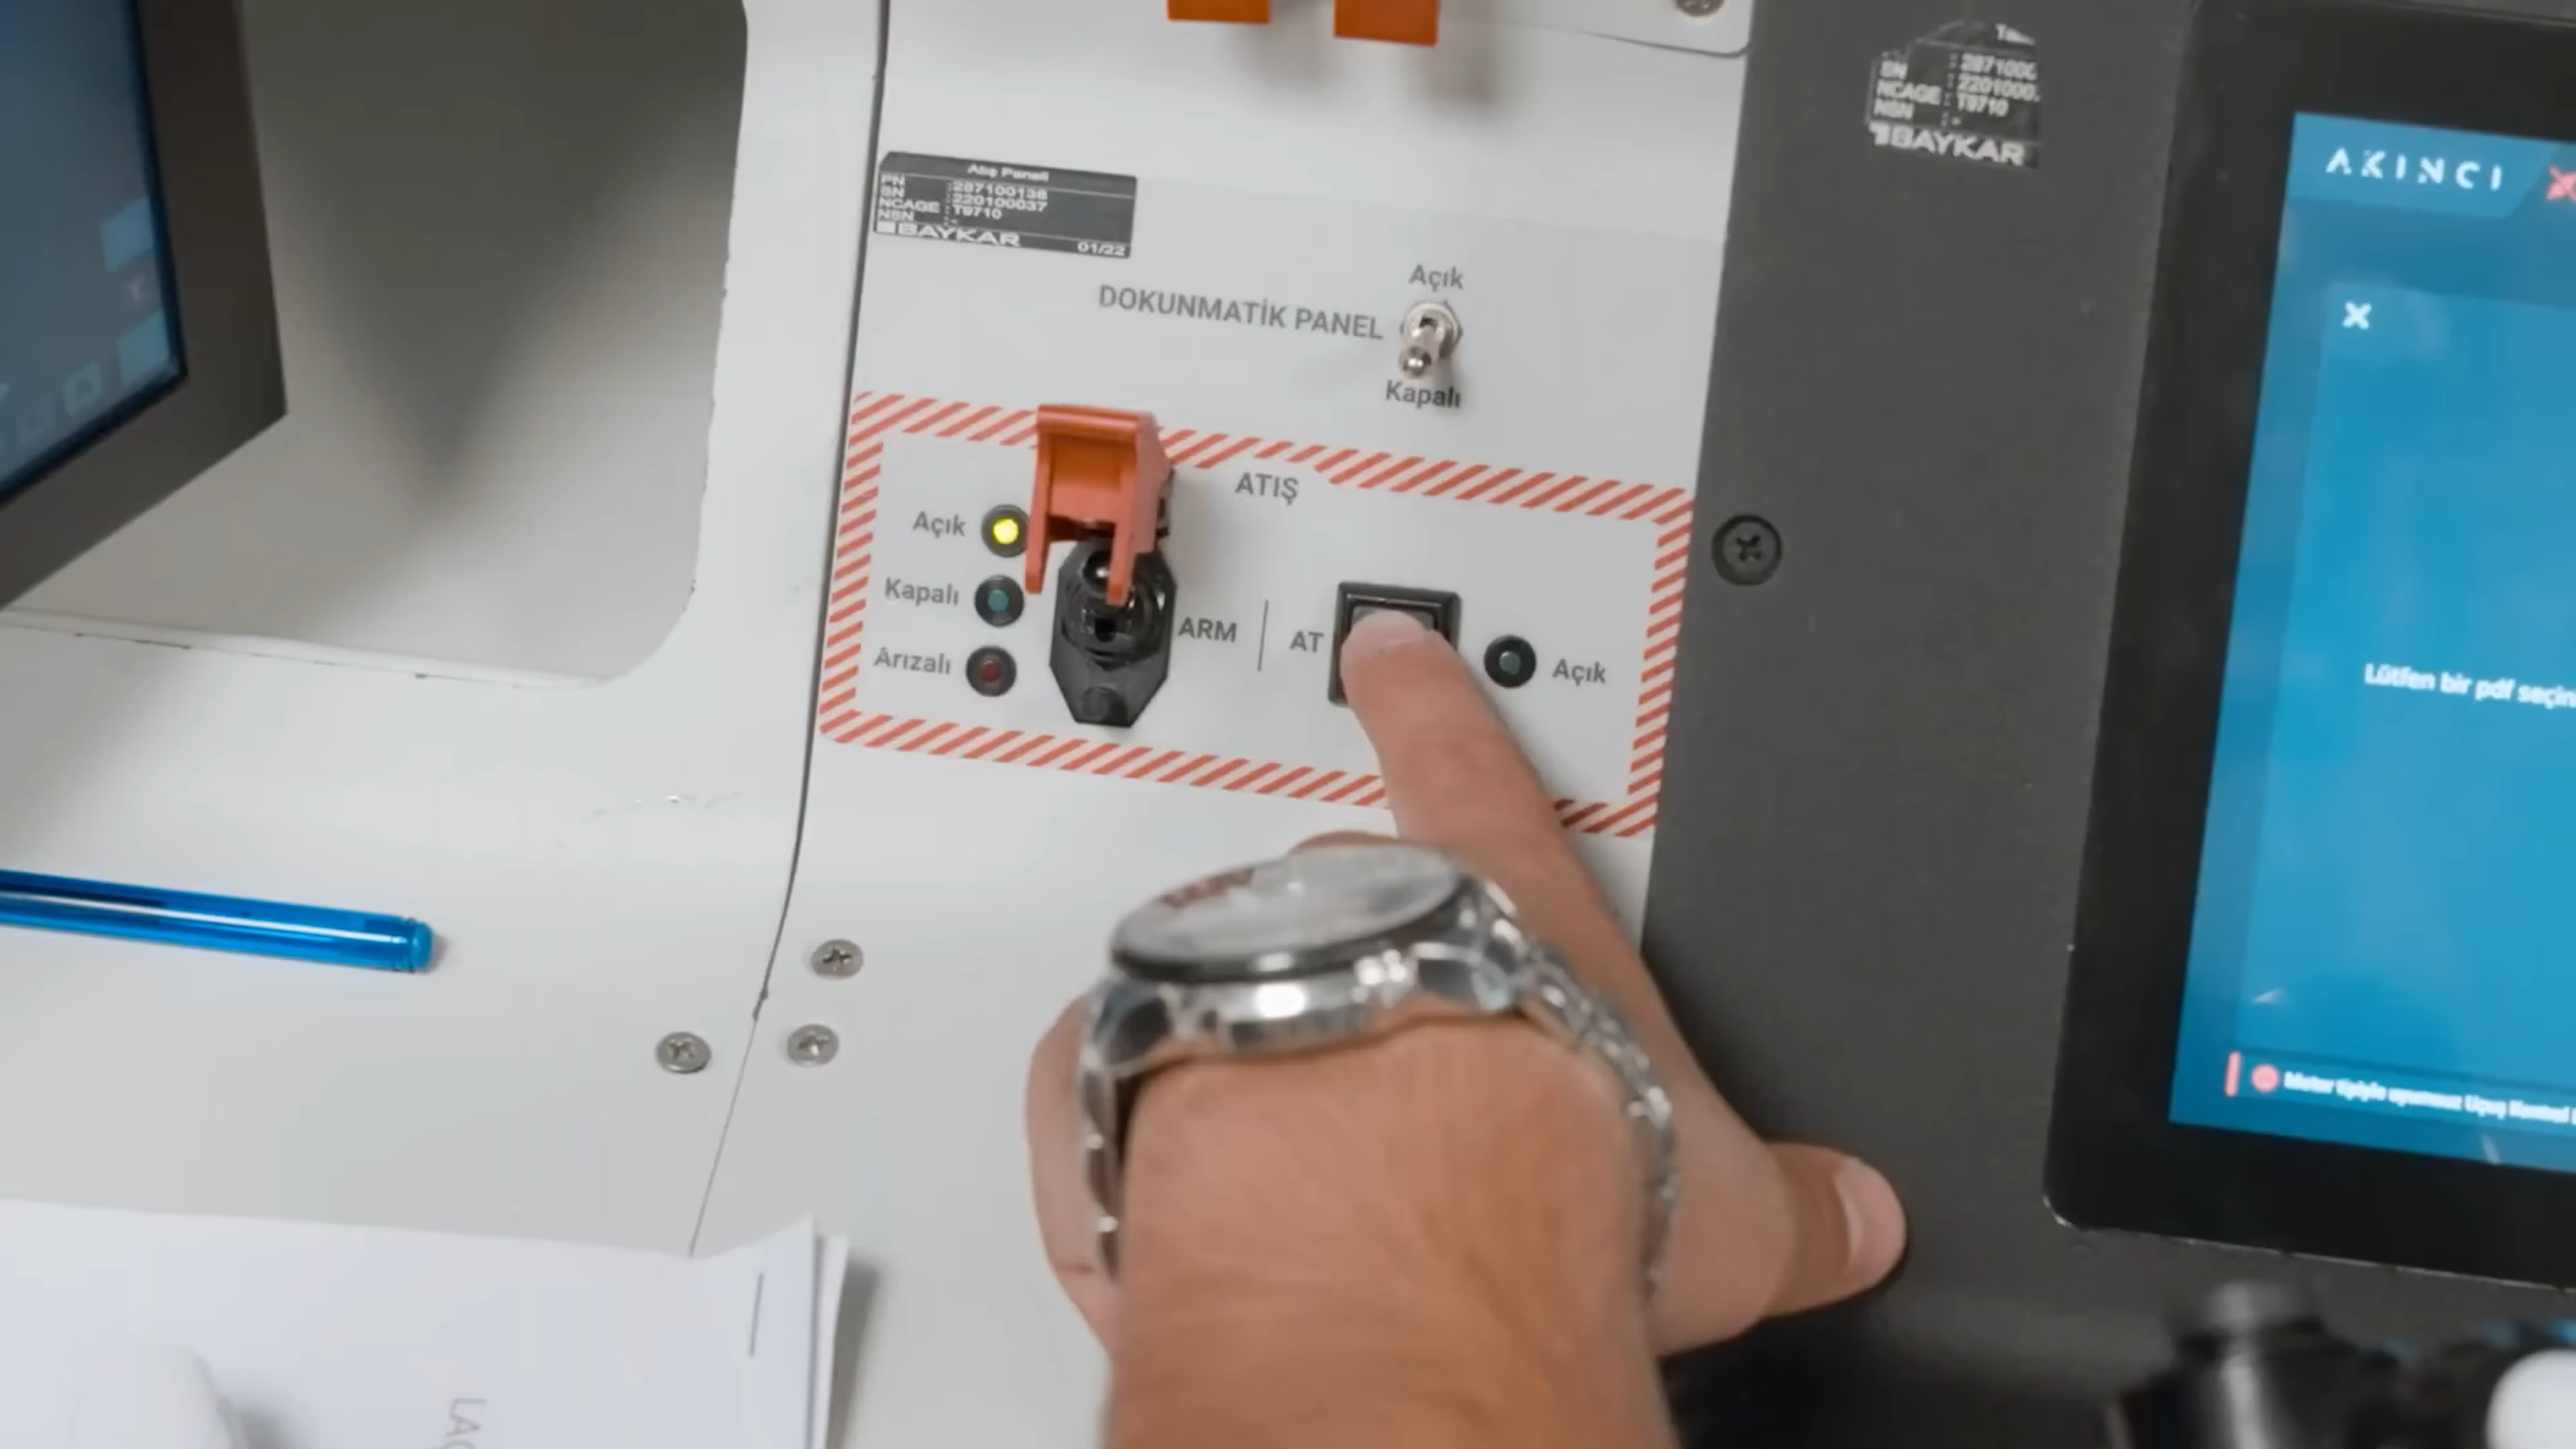 SN : 2871000
NCAGE : 2201000.
NSN : T9710
BAYKAR
AKINCI
Atış Paneli
PN : 287100138
SN : 220100037
NCAGE : T9710
NSN : -
BAYKAR 01/22
Açık
DOKUNMATİK PANEL
Kapalı
ATIŞ
Açık
Kapalı
Arızalı
ARM
AT
Açık
Lütfen bir pdf seçin